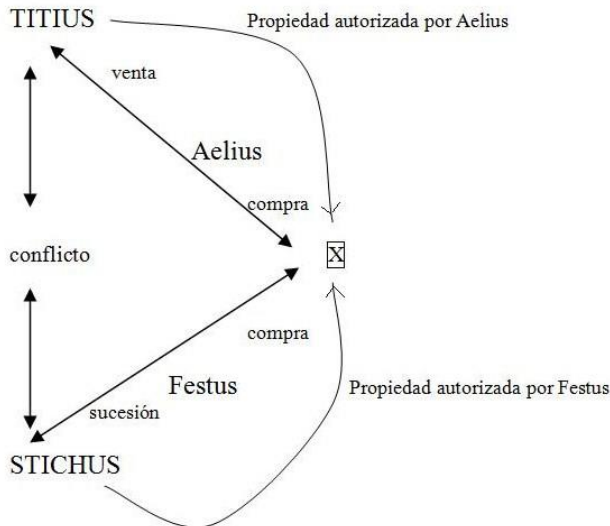 TITIUS
Propiedad autorizada por Aelius
venta
Aelius
compra
conflicto
X
compra
Festus
Propiedad autorizada por Festus
sucesión
STICHUS